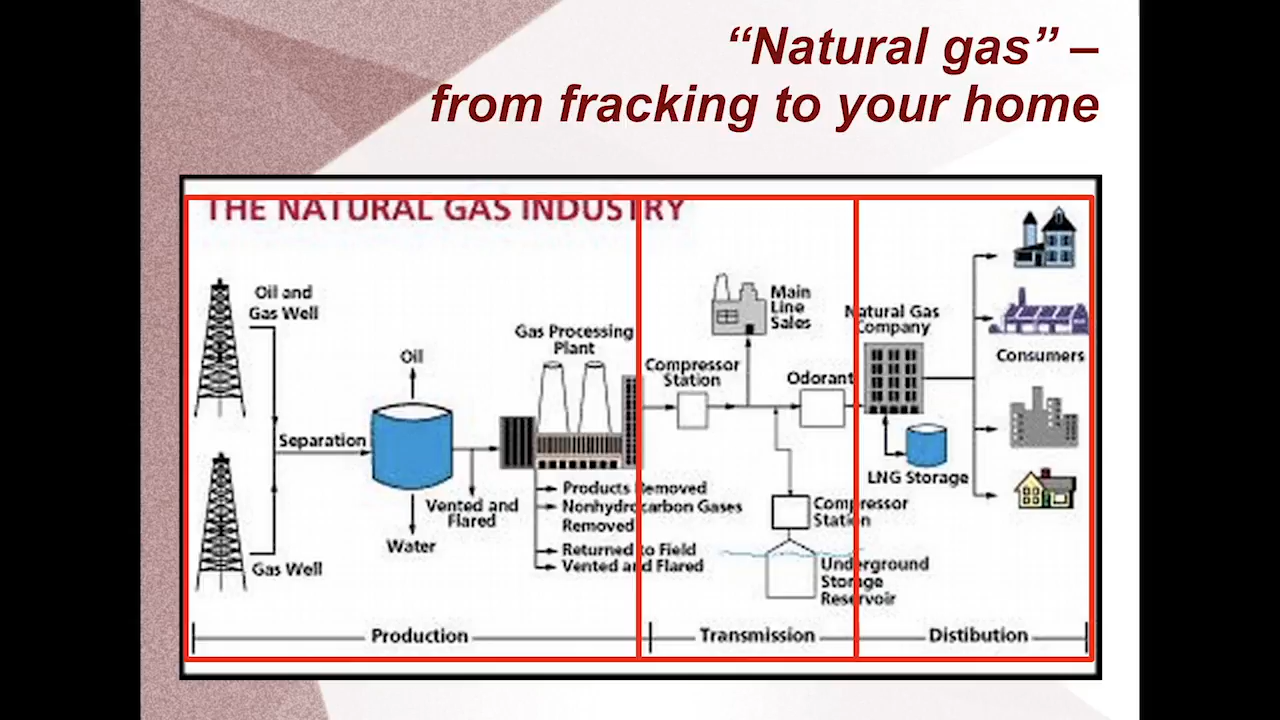 “Natural gas” –
from fracking to your home
THE NATURAL GAS INDUSTRY
Oil and
Gas Well
Gas Well
Separation
Oil
Water
Vented and
Flared
Gas Processing
Plant
Products Removed
Nonhydrocarbon Gases
Removed
Returned to Field
Vented and Flared
Compressor
Station
Main
Line
Sales
Odorant
Compressor
Station
Underground
Storage
Reservoir
Natural Gas
Company
LNG Storage
Consumers
Production
Transmission
Distibution